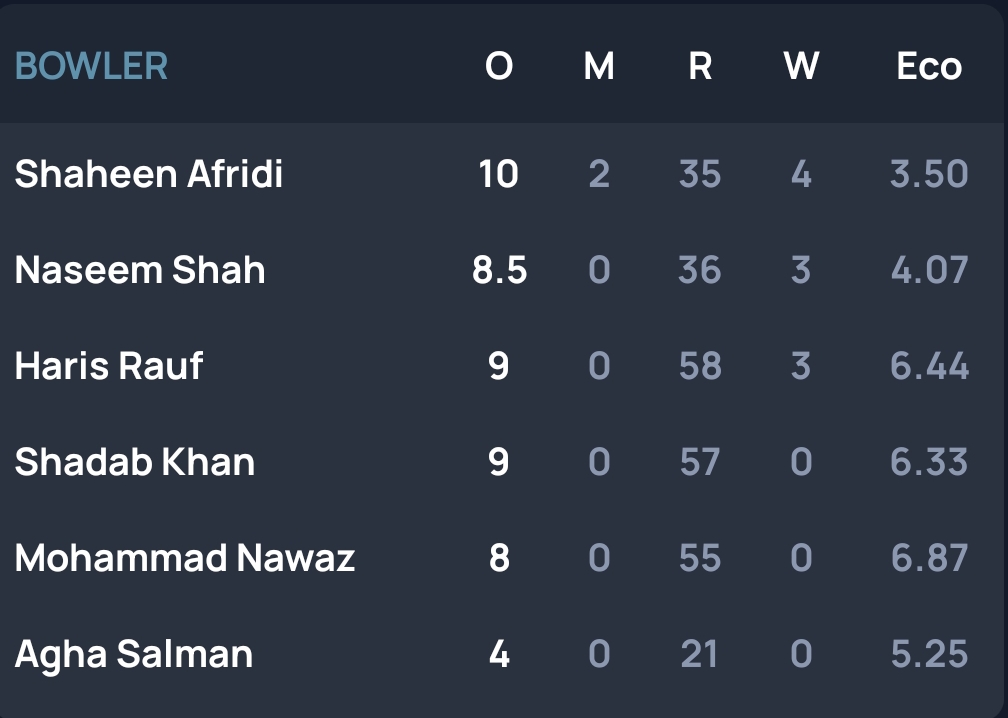 BOWLER O M R W Eco
Shaheen Afridi 10 2 35 4 3.50
Naseem Shah 8.5 0 36 3 4.07
Haris Rauf 9 0 58 3 6.44
Shadab Khan 9 0 57 0 6.33
Mohammad Nawaz 8 0 55 0 6.87
Agha Salman 4 0 21 0 5.25